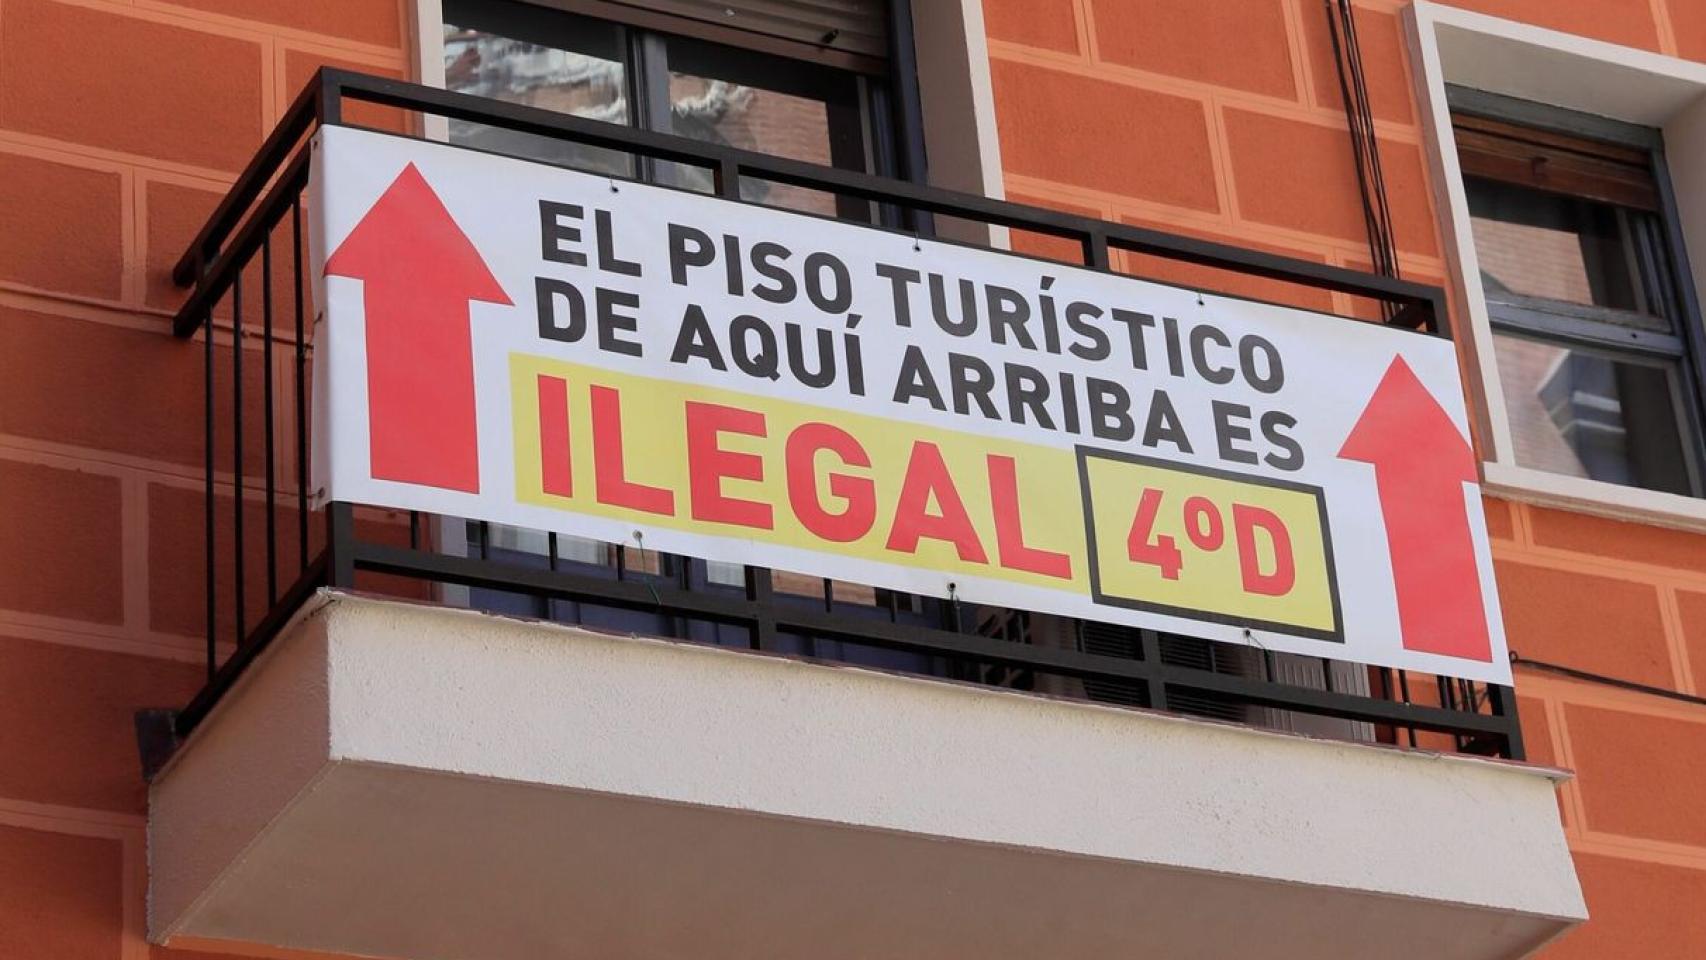 EL PISO TURÍSTICO
DE AQUÍ ARRIBA ES
ILEGAL 4ºD